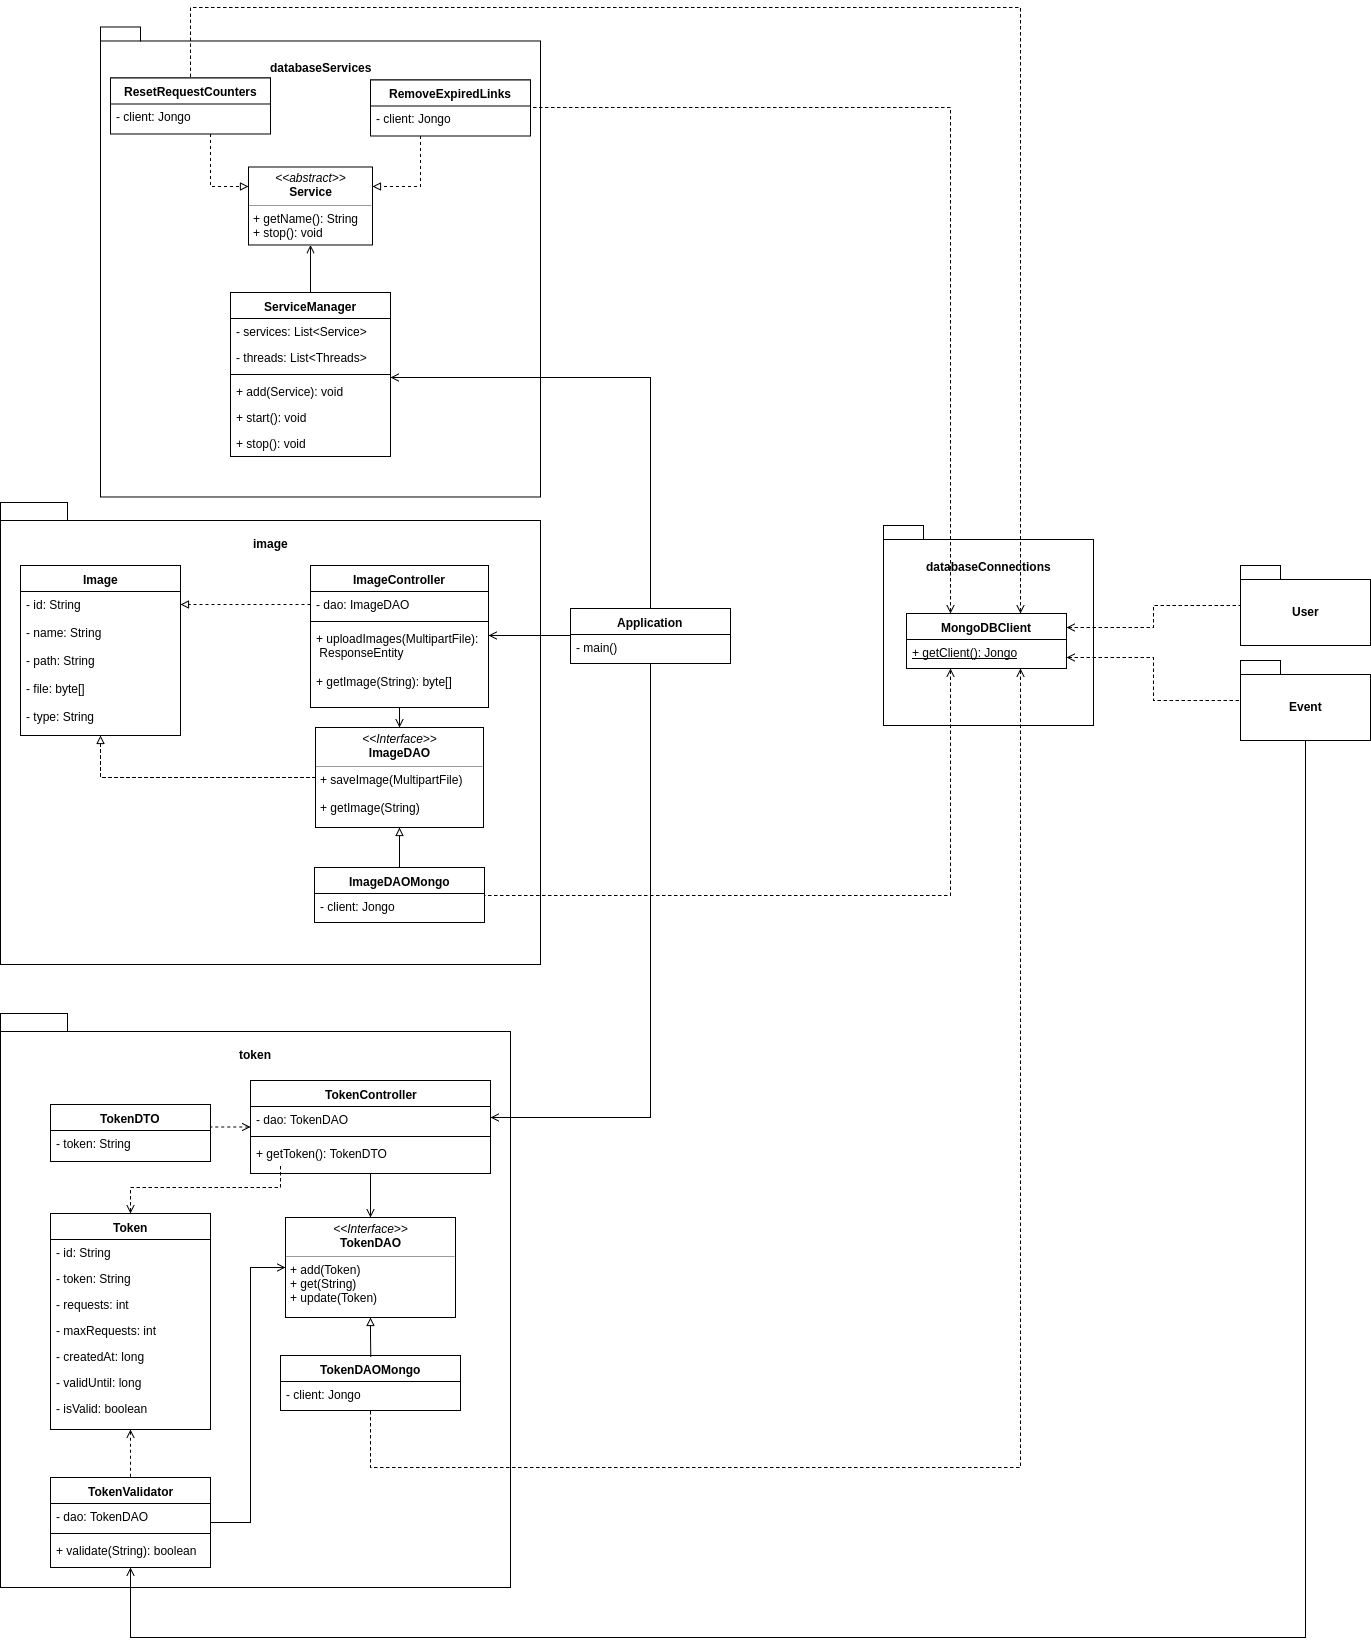 databaseServices
ResetRequestCounters
- client: Jongo
RemoveExpiredLinks
- client: Jongo
<<abstract>>
Service
+ getName(): String
+ stop(): void
ServiceManager
- services: List<Service>
- threads: List<Threads>
+ add(Service): void
+ start(): void
+ stop(): void
image
Image
- id: String
- name: String
- path: String
- file: byte[]
- type: String
ImageController
- dao: ImageDAO
+ uploadImages(MultipartFile):
ResponseEntity
+ getImage(String): byte[]
<<Interface>>
ImageDAO
+ saveImage(MultipartFile)
+ getImage(String)
ImageDAOMongo
- client: Jongo
Application
- main()
databaseConnections
MongoDBClient
+ getClient(): Jongo
User
Event
token
TokenDTO
- token: String
TokenController
- dao: TokenDAO
+ getToken(): TokenDTO
Token
- id: String
- token: String
- requests: int
- maxRequests: int
- createdAt: long
- validUntil: long
- isValid: boolean
<<Interface>>
TokenDAO
+ add(Token)
+ get(String)
+ update(Token)
TokenDAOMongo
- client: Jongo
TokenValidator
- dao: TokenDAO
+ validate(String): boolean